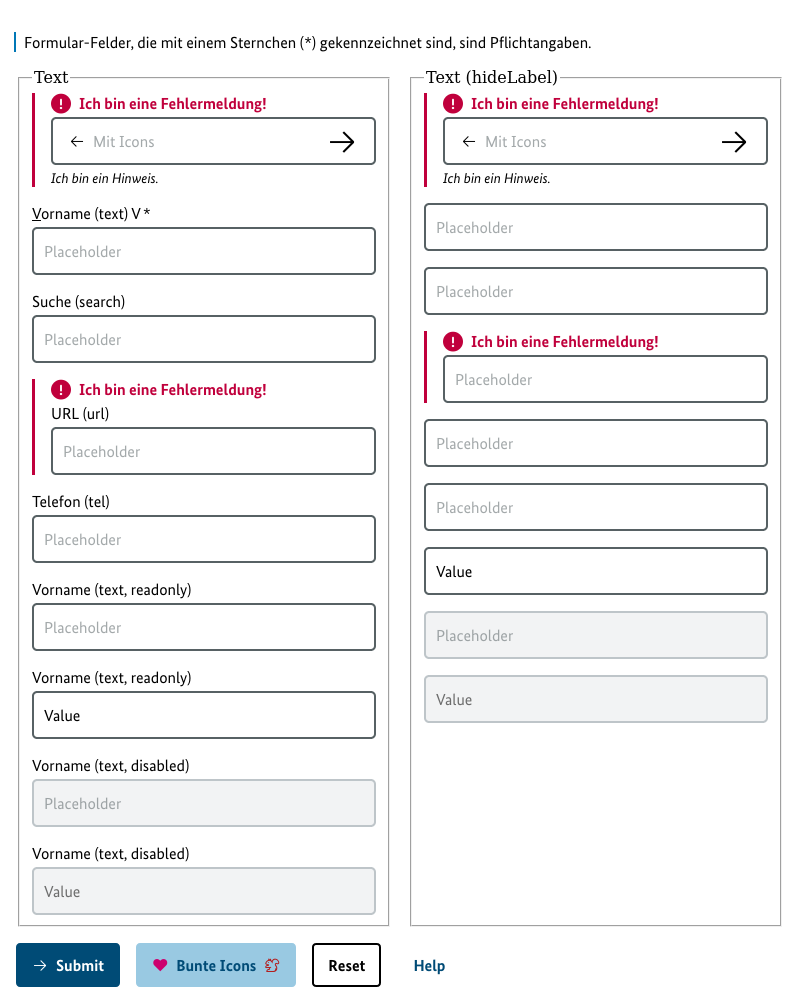 Formular-Felder, die mit einem Sternchen (*) gekennzeichnet sind, sind Pflichtangaben.
Text
Ich bin eine Fehlermeldung!
Mit Icons
Ich bin ein Hinweis.
Vorname (text) V *
Placeholder
Suche (search)
Placeholder
Ich bin eine Fehlermeldung!
URL (url)
Placeholder
Telefon (tel)
Placeholder
Vorname (text, readonly)
Placeholder
Vorname (text, readonly)
Value
Vorname (text, disabled)
Placeholder
Vorname (text, disabled)
Value
Text (hideLabel)
Ich bin eine Fehlermeldung!
Mit Icons
Ich bin ein Hinweis.
Placeholder
Placeholder
Ich bin eine Fehlermeldung!
Placeholder
Placeholder
Placeholder
Value
Placeholder
Value
Submit
Bunte Icons
Reset
Help